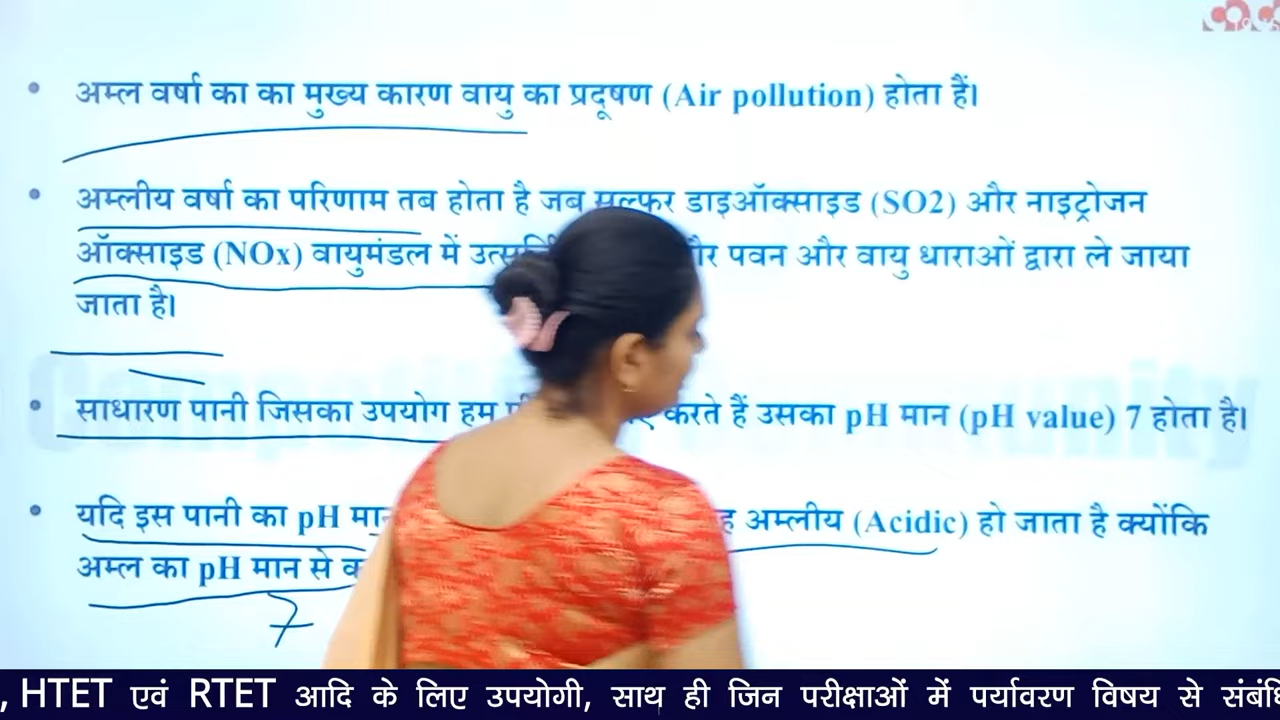 • अम्ल वर्षा का का मुख्य कारण वायु का प्रदूषण (Air pollution) होता हैं।
• अम्लीय वर्षा का परिणाम तब होता है जब सल्फर डाइऑक्साइड (SO2) और नाइट्रोजन
ऑक्साइड (NOx) वायुमंडल में पवन और वायु धाराओं द्वारा ले जाया
जाता है।
• साधारण पानी जिसका उपयोग हम करते हैं उसका pH मान (pH value) 7 होता है।
• यदि इस पानी का pH अम्लीय (Acidic) हो जाता है क्योंकि
अम्ल का pH मान से
7
, HTET एवं RTET आदि के लिए उपयोगी, साथ ही जिन परीक्षाओं में पर्यावरण विषय से